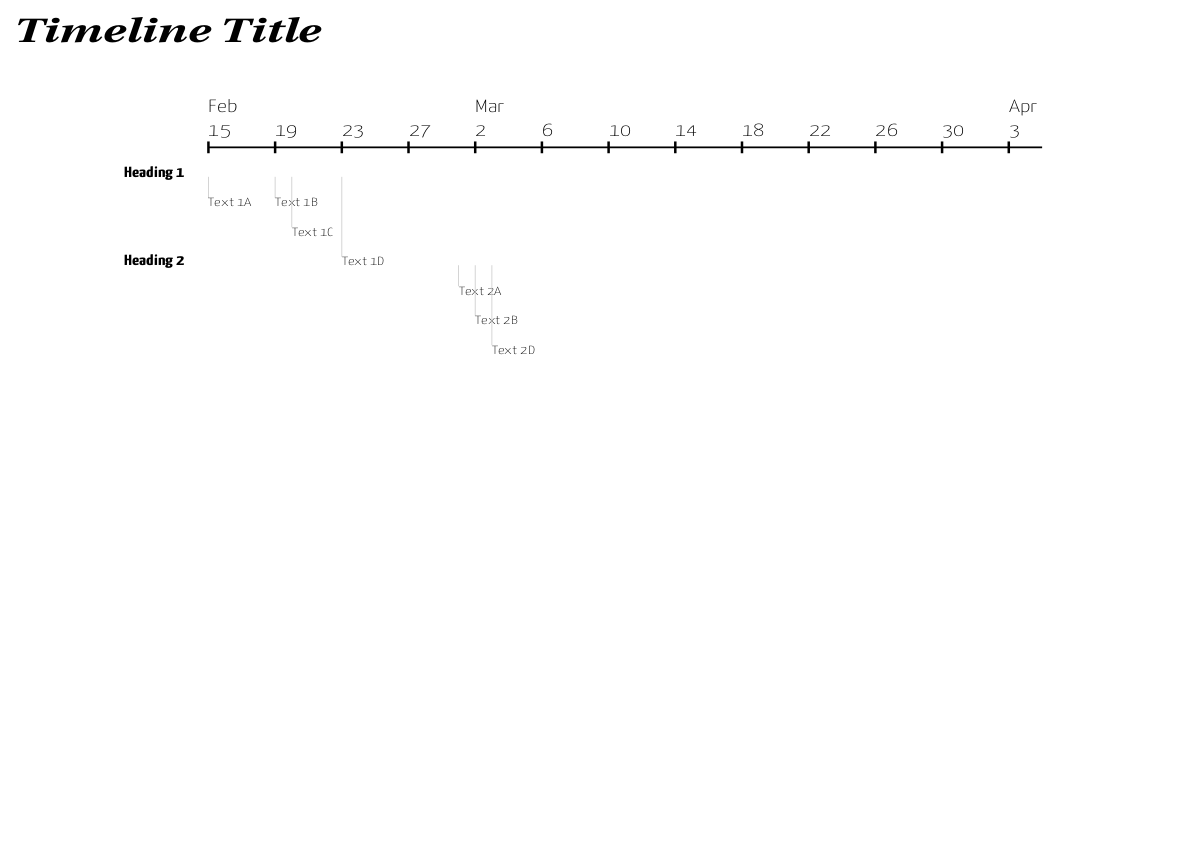 Timeline Title
Feb Mar Apr
15 19 23 27 2 6 10 14 18 22 26 30 3
Heading 1
Text 1A Text 1B
Text 1C
Heading 2 Text 1D
Text 2A
Text 2B
Text 2D